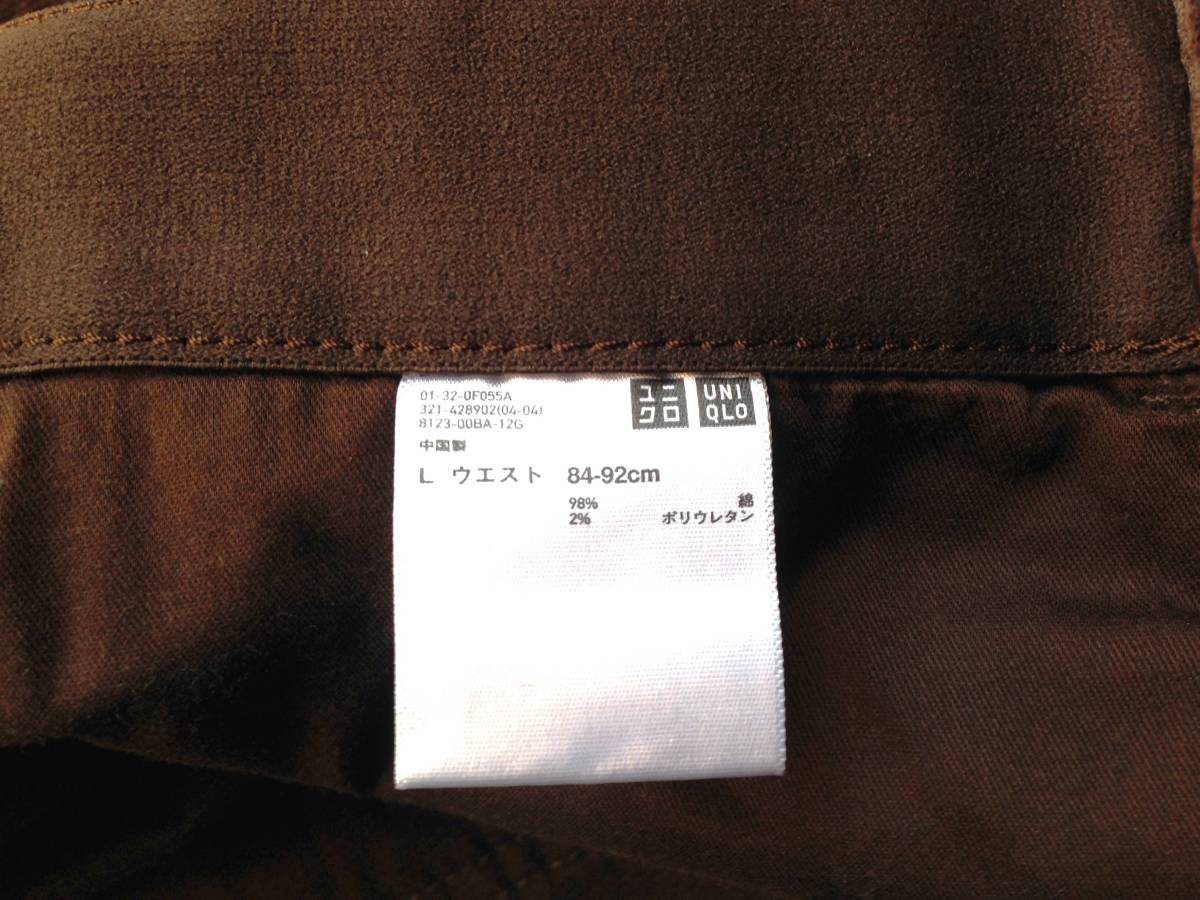 01-32-0F055A
321-428902(04-04)
8123-00BA-12G
ユニ
クロ
UNI
QLO
中国製
L ウエスト 84-92cm
98% 綿
2% ポリウレタン